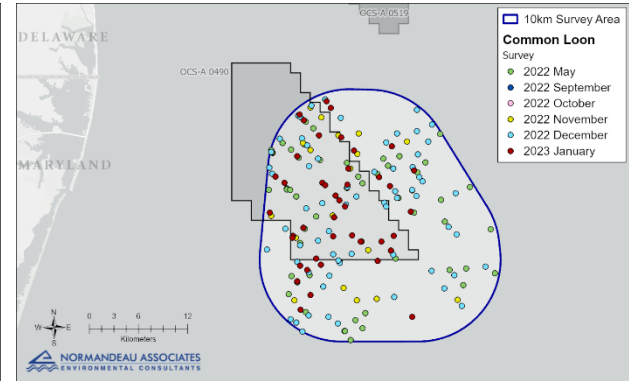 DELAWARE
OCS-A 0519
10km Survey Area
Common Loon
Survey
2022 May
2022 September
2022 October
2022 November
2022 December
2023 January
OCS-A 0490
MARYLAND
N
W
E
S
0 3 6 12
Kilometers
NORMANDEAU ASSOCIATES
ENVIRONMENTAL CONSULTANTS